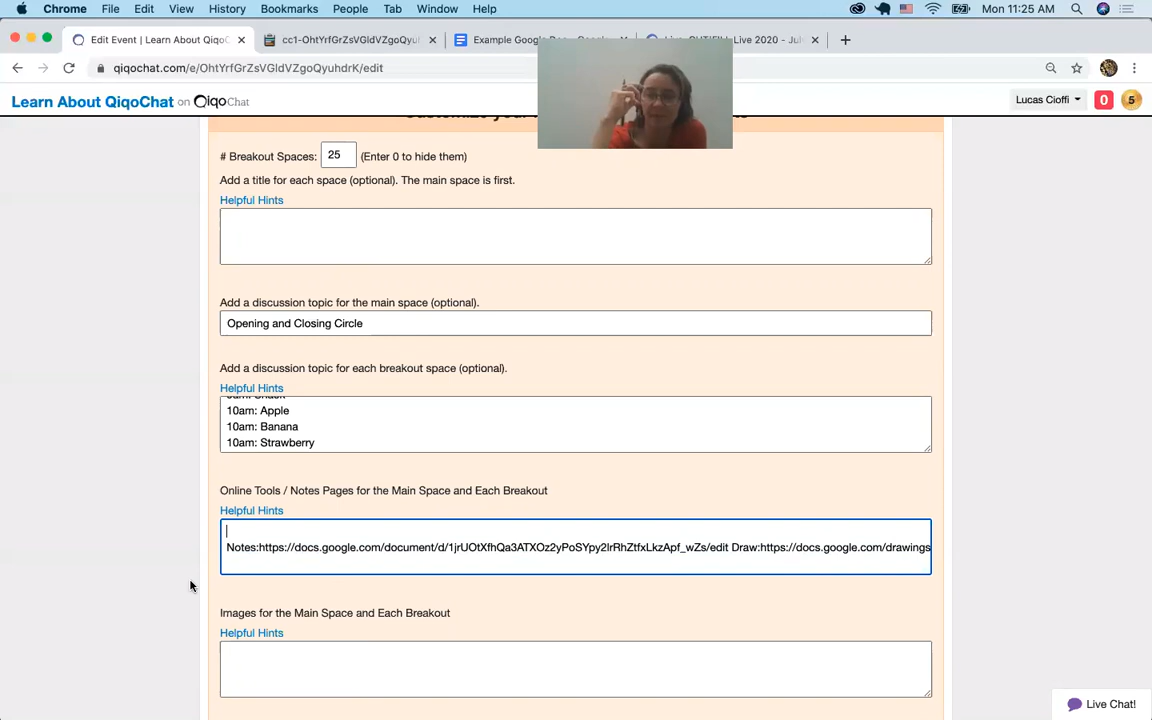 Chrome File Edit View History Bookmarks People Tab Window Help Mon 11:25 AM
Edit Event | Learn About QiqoC cc1-OhtYrfGrZsVGldVZgoQyu Example Google Doc
qiqochat.com/e/OhtYrfGrZsVGldVZgoQyuhdrK/edit
Learn About QiqoChat on QiqoChat Lucas Cioffi 0 5
# Breakout Spaces: 25 (Enter 0 to hide them)
Add a title for each space (optional). The main space is first.
Helpful Hints
Add a discussion topic for the main space (optional).
Opening and Closing Circle
Add a discussion topic for each breakout space (optional).
Helpful Hints
10am: Apple
10am: Banana
10am: Strawberry
Online Tools / Notes Pages for the Main Space and Each Breakout
Helpful Hints
Notes:https://docs.google.com/document/d/1jrUOtXfhQa3ATXOz2yPoSYpy2lrRhZtfxLkzApf_wZs/edit Draw:https://docs.google.com/drawings
Images for the Main Space and Each Breakout
Helpful Hints
Live Chat!